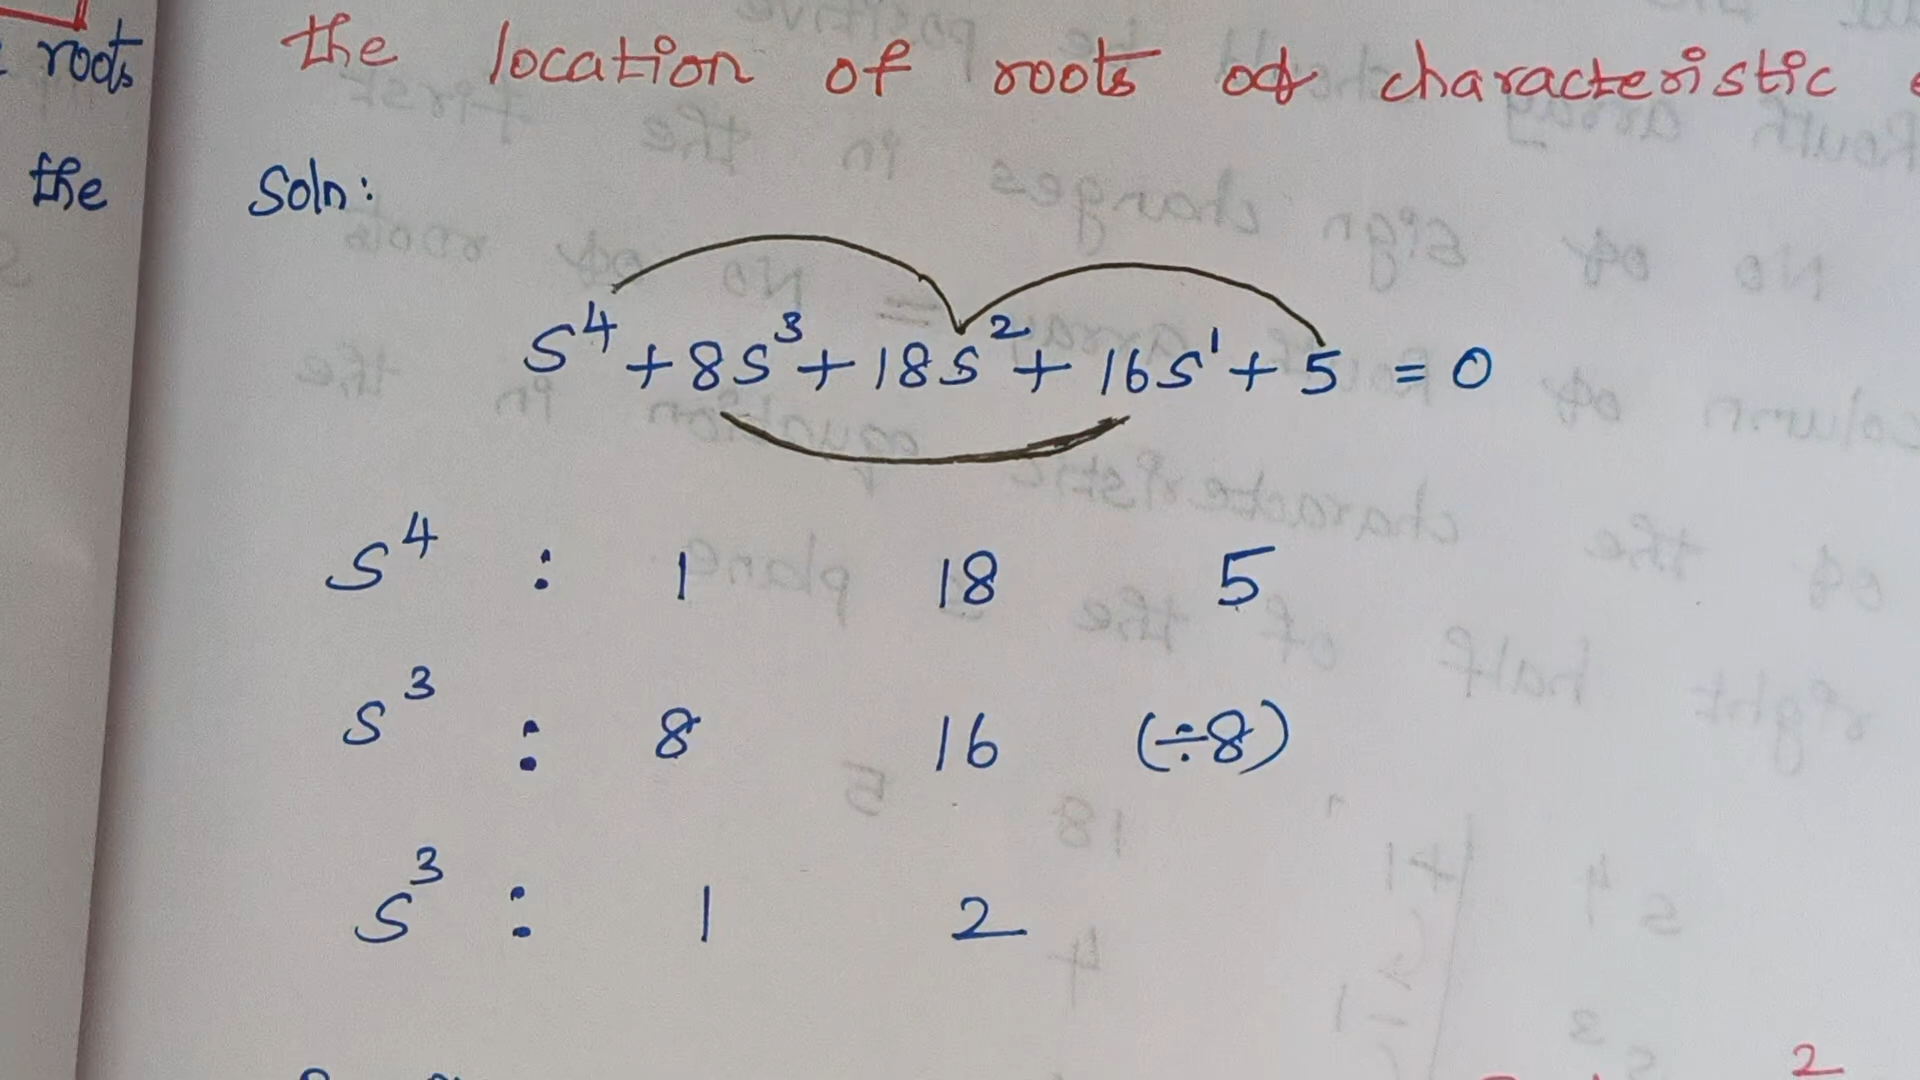 roots
the
the location of roots of characteristic
Soln:
s⁴ + 8s³ + 18s² + 16s¹ + 5 = 0
s⁴ : 1 18 5
s³ : 8 16 (÷8)
s³ : 1 2
2